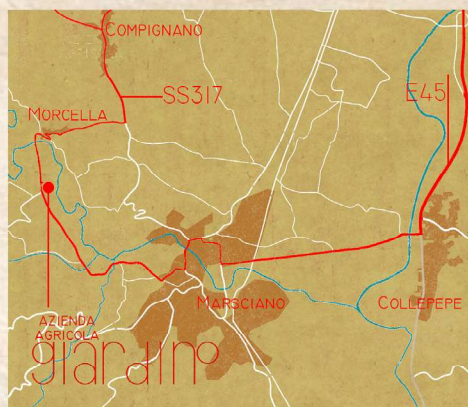 COMPIGNANO
SS317
E45
MORCELLA
MARSCIANO
COLLEPEPE
AZIENDA
AGRICOLA
giardino